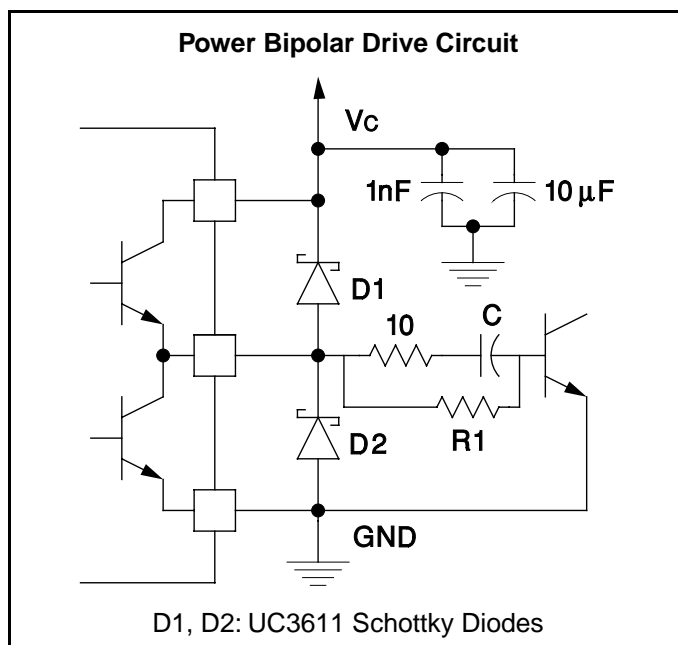 Power Bipolar Drive Circuit
VC
1nF
10 µF
D1
10
C
D2
R1
GND
D1, D2: UC3611 Schottky Diodes